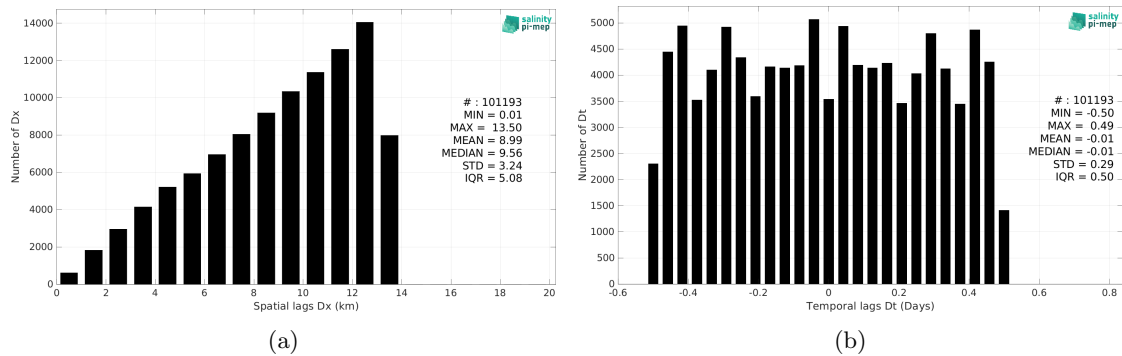 14000
12000
10000
8000
6000
4000
2000
0
0 2 4 6 8 10 12 14 16 18 20
Number of Dx
Spatial lags Dx (km)
salinity
pi-mep
# : 101193
MIN = 0.01
MAX = 13.50
MEAN = 8.99
MEDIAN = 9.56
STD = 3.24
IQR = 5.08
(a)
5000
4500
4000
3500
3000
2500
2000
1500
1000
500
0
-0.6 -0.4 -0.2 0 0.2 0.4 0.6 0.8
Number of Dt
Temporal lags Dt (Days)
salinity
pi-mep
# : 101193
MIN = -0.50
MAX = 0.49
MEAN = -0.01
MEDIAN = -0.01
STD = 0.29
IQR = 0.50
(b)